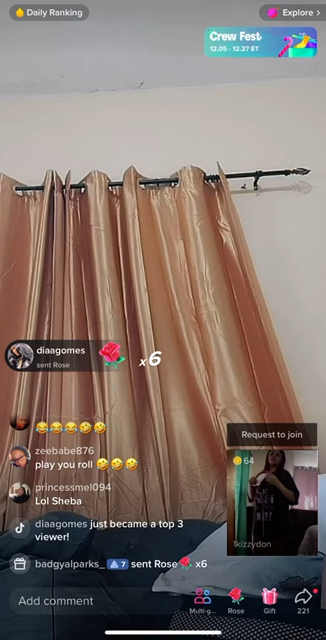 Daily Ranking
Explore >
Crew Fest
12.05 - 12.27 ET
diaagomes
sent Rose
x6
zeebabe876
play you roll 🤣🤣🤣
princessmel094
Lol Sheba
diaagomes just became a top 3
viewer!
badgyalparks_ 7 sent Rose x6
Request to join
64
1kizzydon
Add comment
Multi-g...
Rose
Gift
221